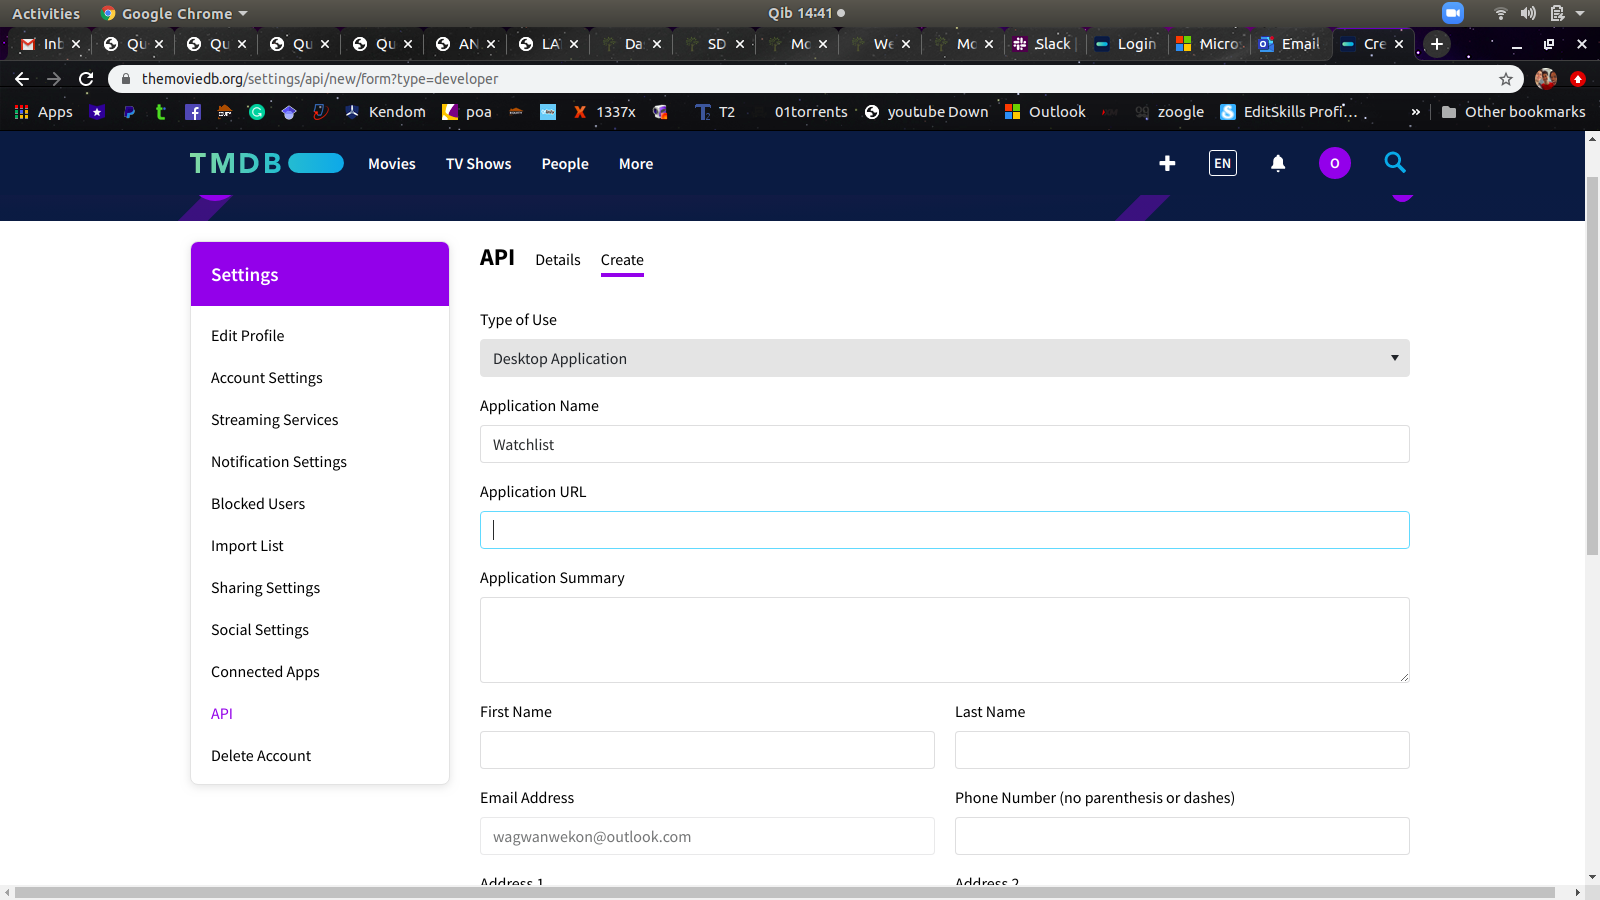 Activities Google Chrome Qib 14:41
Inb Qu Qu Qu Qu AN LA Da SD Mo We Mo Slack Login Micro Email Cre
themoviedb.org/settings/api/new/form?type=developer
Apps Kendom poa 1337x T2 01torrents youtube Down Outlook zoogle EditSkills Profi... » Other bookmarks
TMDB Movies TV Shows People More EN O
Settings
Edit Profile
Account Settings
Streaming Services
Notification Settings
Blocked Users
Import List
Sharing Settings
Social Settings
Connected Apps
API
Delete Account
API Details Create
Type of Use
Desktop Application
Application Name
Watchlist
Application URL
Application Summary
First Name Last Name
Email Address Phone Number (no parenthesis or dashes)
wagwanwekon@outlook.com
Address 1 Address 2